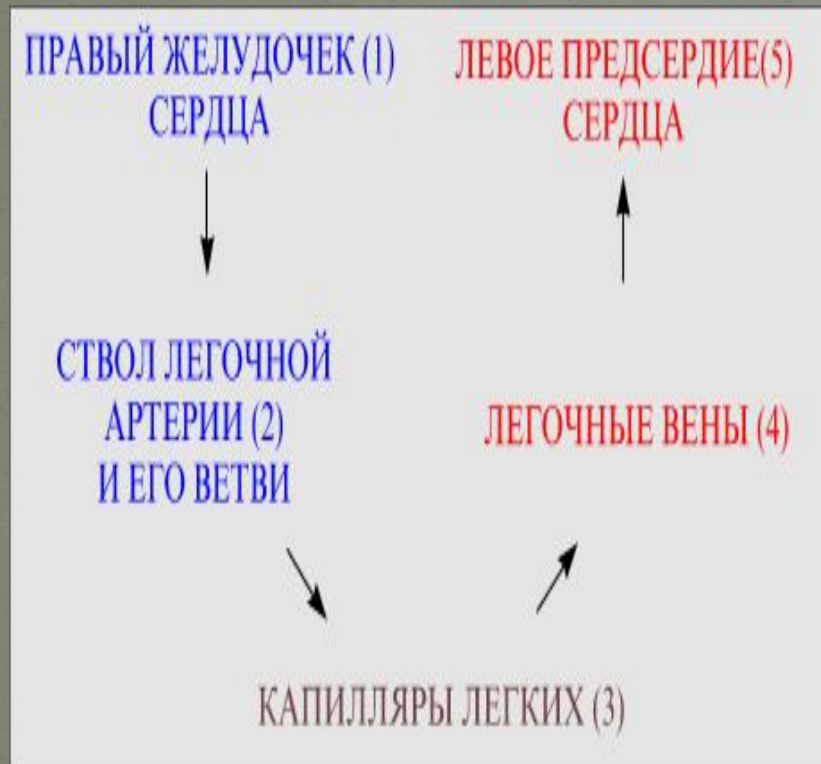 ПРАВЫЙ ЖЕЛУДОЧЕК (1)
СЕРДЦА
СТВОЛ ЛЕГОЧНОЙ
АРТЕРИИ (2)
И ЕГО ВЕТВИ
КАПИЛЛЯРЫ ЛЕГКИХ (3)
ЛЕГОЧНЫЕ ВЕНЫ (4)
ЛЕВОЕ ПРЕДСЕРДИЕ(5)
СЕРДЦА